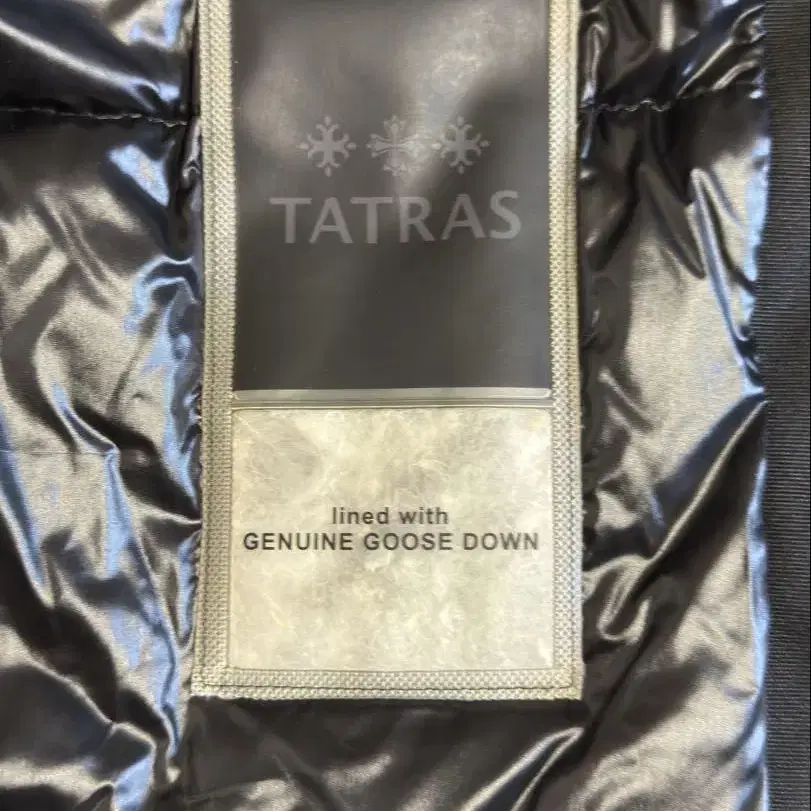 TATRAS
lined with
GENUINE GOOSE DOWN